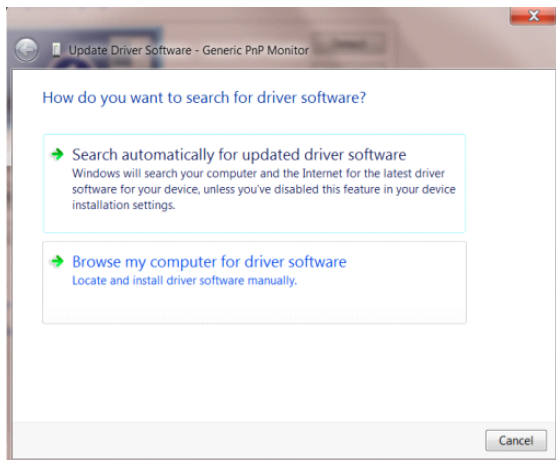 Update Driver Software - Generic PnP Monitor
How do you want to search for driver software?
Search automatically for updated driver software
Windows will search your computer and the Internet for the latest driver
software for your device, unless you've disabled this feature in your device
installation settings.
Browse my computer for driver software
Locate and install driver software manually.
Cancel